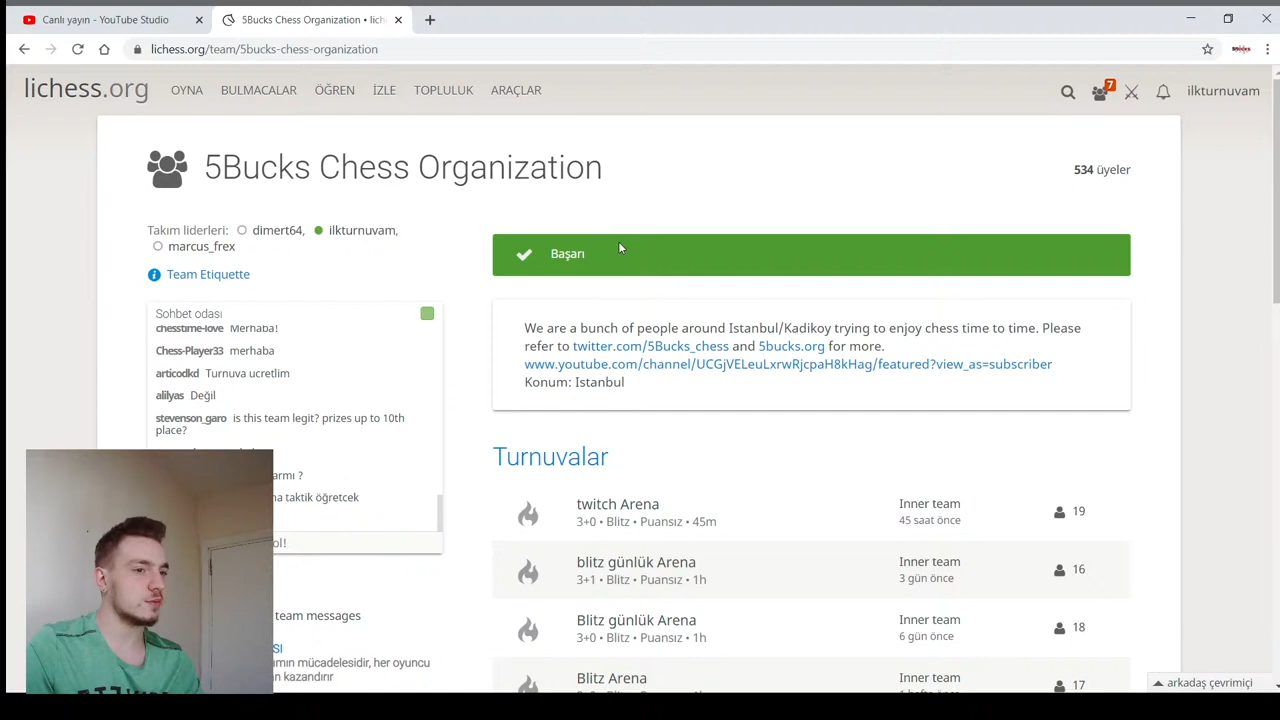 Canlı yayın - YouTube Studio
5Bucks Chess Organization • lich
lichess.org/team/5bucks-chess-organization
lichess.org OYNA BULMACALAR ÖĞREN İZLE TOPLULUK ARAÇLAR 7 ilkturnuvam
5Bucks Chess Organization
534 üyeler
Takım liderleri: dimert64, ilkturnuvam,
marcus_frex
Team Etiquette
Sohbet odası
chesstime-love Merhaba!
Chess-Player33 merhaba
articodkd Turnuva ucretlim
alilyas Değil
stevenson_garo is this team legit? prizes up to 10th
place?
armı ?
a taktik öğretcek
ol!
team messages
SI
ımın mücadelesidir, her oyuncu
n kazandırır
Başarı
We are a bunch of people around Istanbul/Kadikoy trying to enjoy chess time to time. Please
refer to twitter.com/5Bucks_chess and 5bucks.org for more.
www.youtube.com/channel/UCGjVELeuLxrwRjcpaH8kHag/featured?view_as=subscriber
Konum: Istanbul
Turnuvalar
twitch Arena Inner team 19
3+0 • Blitz • Puansız • 45m 45 saat önce
blitz günlük Arena Inner team 16
3+1 • Blitz • Puansız • 1h 3 gün önce
Blitz günlük Arena Inner team 18
3+0 • Blitz • Puansız • 1h 6 gün önce
Blitz Arena Inner team 17
arkadaş çevrimiçi